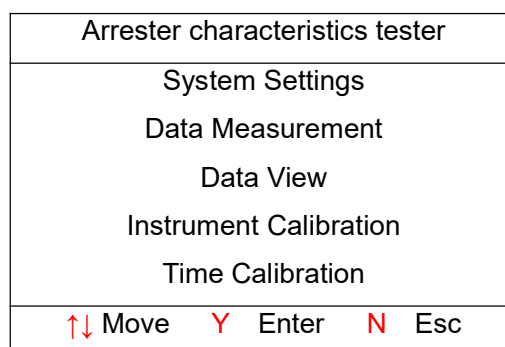 Arrester characteristics tester
System Settings
Data Measurement
Data View
Instrument Calibration
Time Calibration
↑↓ Move Y Enter N Esc